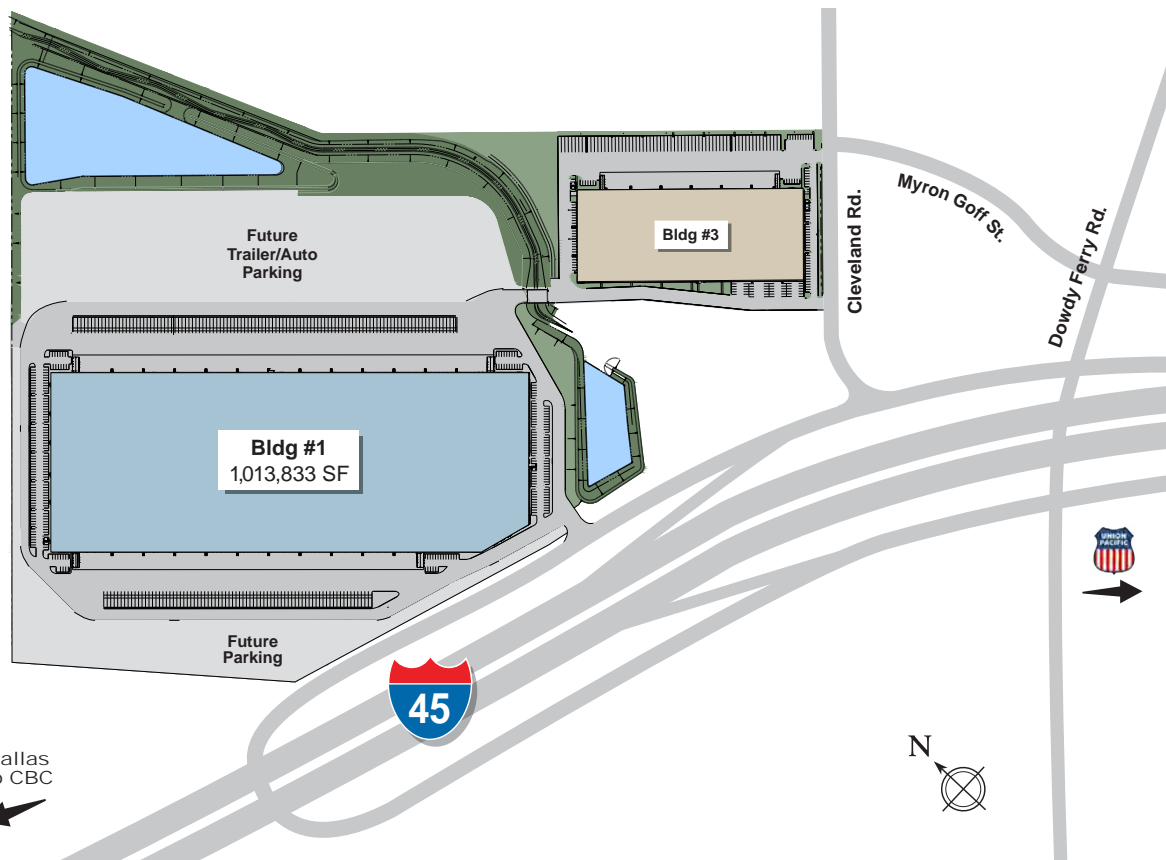 Myron Goff St.
Cleveland Rd.
Dowdy Ferry Rd.
Future
Trailer/Auto
Parking
Bldg #3
Bldg #1
1,013,833 SF
UNION
PACIFIC
Future
Parking
45
N
allas
CBC